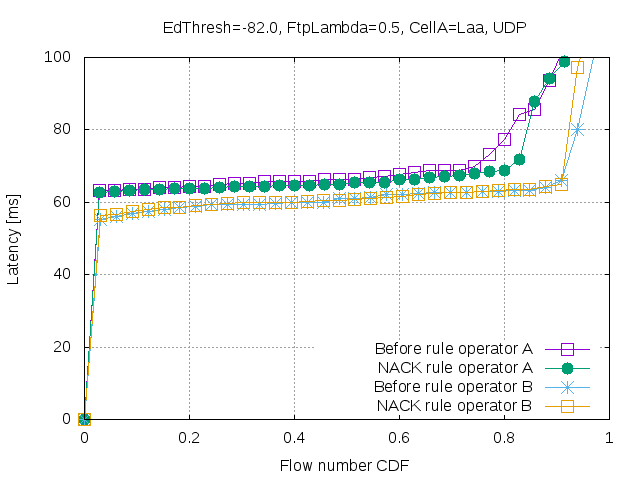 EdThresh=-82.0, FtpLambda=0.5, CellA=Laa, UDP
100
80
60
40
20
0
Latency [ms]
Before rule operator A
NACK rule operator A
Before rule operator B
NACK rule operator B
0
0.2
0.4
0.6
0.8
1
Flow number CDF